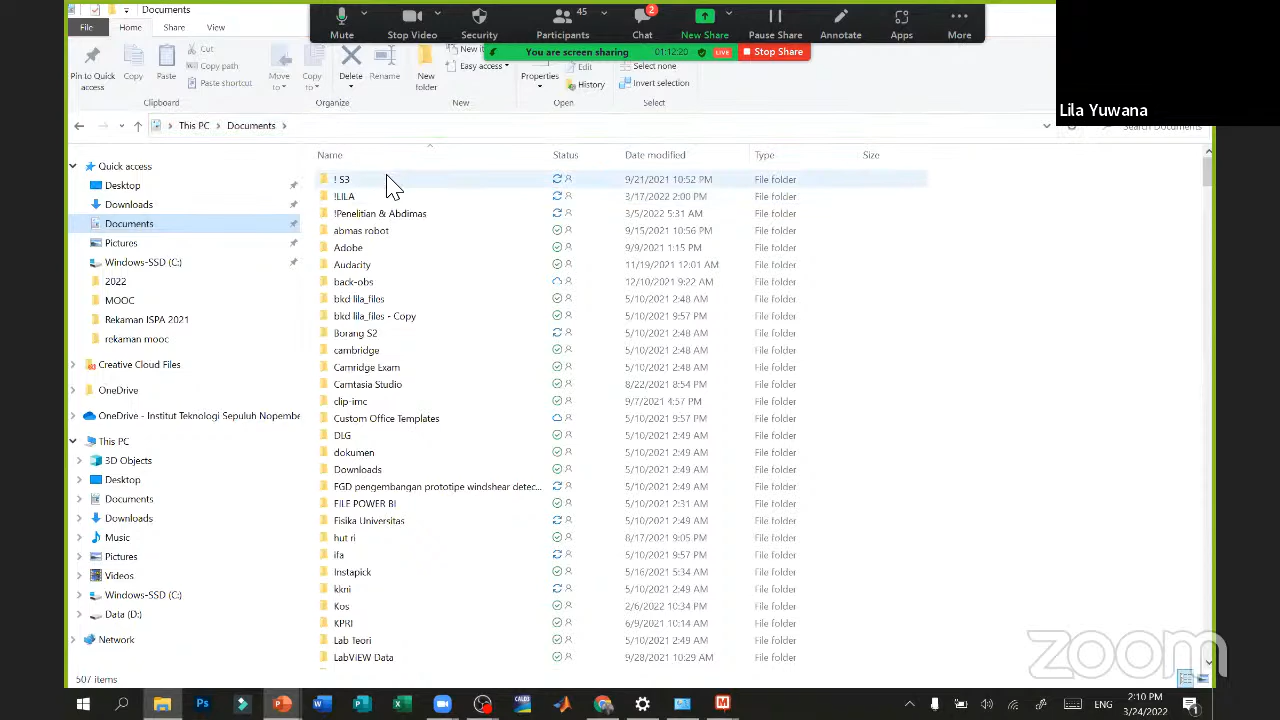 Documents
45
2
Mute
Stop Video
Security
Participants
Chat
New Share
Pause Share
Annotate
Apps
More
You are screen sharing
01:12:20
LIVE
Stop Share
Lila Yuwana
File
Home
Share
View
Pin to Quick access
Copy
Paste
Cut
Paste shortcut
Move to
Copy to
Delete
Rename
New folder
Easy access
Properties
Edit
History
Select none
Invert selection
Clipboard
Organize
New
Open
Select
This PC
Documents
Search Documents
Name
Status
Date modified
Type
Size
Quick access
Desktop
Downloads
Documents
Pictures
Windows-SSD (C:)
2022
MOOC
Rekaman ISPA 2021
rekaman mooc
Creative Cloud Files
OneDrive
OneDrive - Institut Teknologi Sepuluh Nopembe
This PC
3D Objects
Desktop
Documents
Downloads
Music
Pictures
Videos
Windows-SSD (C:)
Data (D:)
Network
! S3 9/21/2021 10:52 PM File folder
!LILA 3/17/2022 2:00 PM File folder
!Penelitian & Abdimas 3/5/2022 5:31 AM File folder
abmas robot 9/15/2021 10:56 PM File folder
Adobe 9/9/2021 1:15 PM File folder
Audacity 11/19/2021 12:01 AM File folder
back-obs 12/10/2021 9:22 AM File folder
bkd lila_files 5/10/2021 2:48 AM File folder
bkd lila_files - Copy 5/10/2021 9:57 PM File folder
Borang S2 5/10/2021 2:48 AM File folder
cambridge 5/10/2021 2:48 AM File folder
Camridge Exam 5/10/2021 2:48 AM File folder
Camtasia Studio 8/22/2021 8:54 PM File folder
clip-imc 9/7/2021 4:57 PM File folder
Custom Office Templates 5/10/2021 9:57 PM File folder
DLG 5/10/2021 2:49 AM File folder
dokumen 5/10/2021 2:49 AM File folder
Downloads 5/10/2021 2:49 AM File folder
FGD pengembangan prototipe windshear detec... 5/10/2021 2:49 AM File folder
FILE POWER BI 5/10/2021 2:31 AM File folder
Fisika Universitas 5/10/2021 2:49 AM File folder
hut ri 8/17/2021 9:05 PM File folder
ifa 5/10/2021 9:57 PM File folder
Instapick 5/16/2021 5:34 AM File folder
kkni 5/10/2021 2:49 AM File folder
Kos 2/6/2022 10:34 PM File folder
KPRI 6/9/2021 10:14 AM File folder
Lab Teori 5/10/2021 2:49 AM File folder
LabVIEW Data 9/28/2021 10:29 AM File folder
507 items
zoom
ENG
2:10 PM
3/24/2022